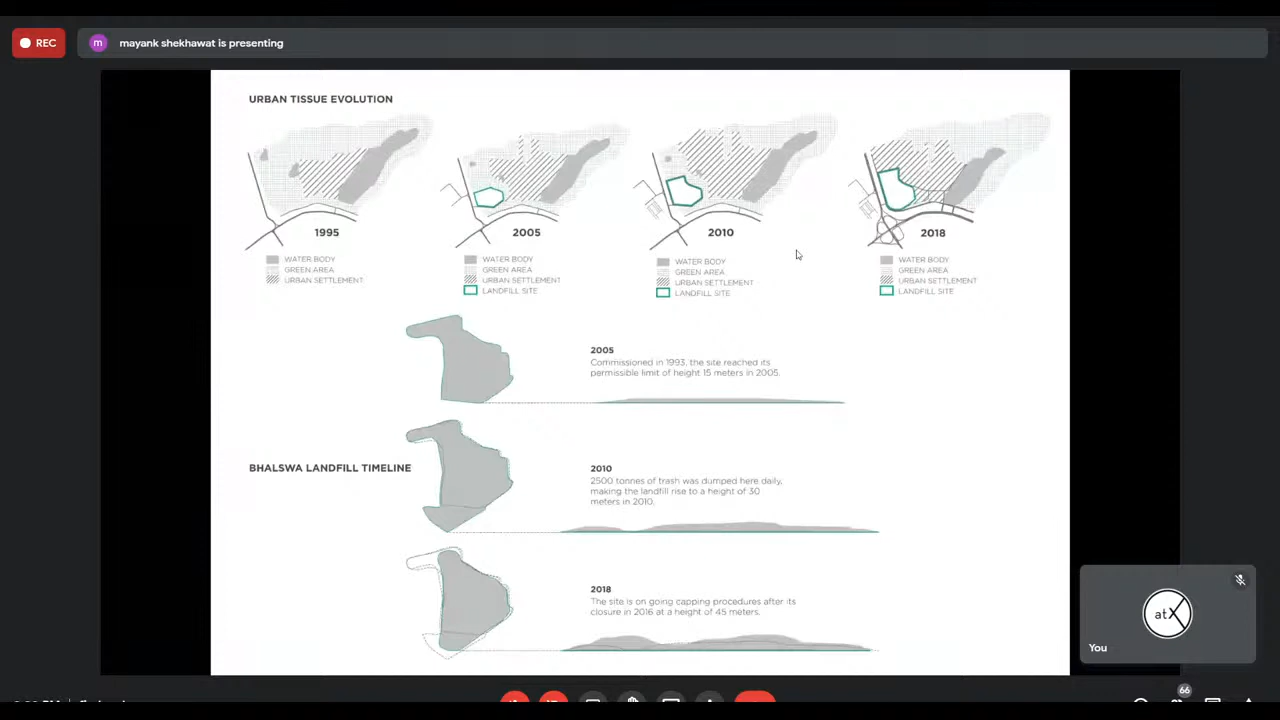 REC
m
mayank shekhawat is presenting
URBAN TISSUE EVOLUTION
1995
2005
2010
2018
WATER BODY
GREEN AREA
URBAN SETTLEMENT
WATER BODY
GREEN AREA
URBAN SETTLEMENT
LANDFILL SITE
WATER BODY
GREEN AREA
URBAN SETTLEMENT
LANDFILL SITE
WATER BODY
GREEN AREA
URBAN SETTLEMENT
LANDFILL SITE
2005
Commissioned in 1993, the site reached its
permissible limit of height 15 meters in 2005.
BHALSWA LANDFILL TIMELINE
2010
2500 tonnes of trash was dumped here daily,
making the landfill rise to a height of 30
meters in 2010.
2018
The site is on going capping procedures after its
closure in 2016 at a height of 45 meters.
atX
You
66